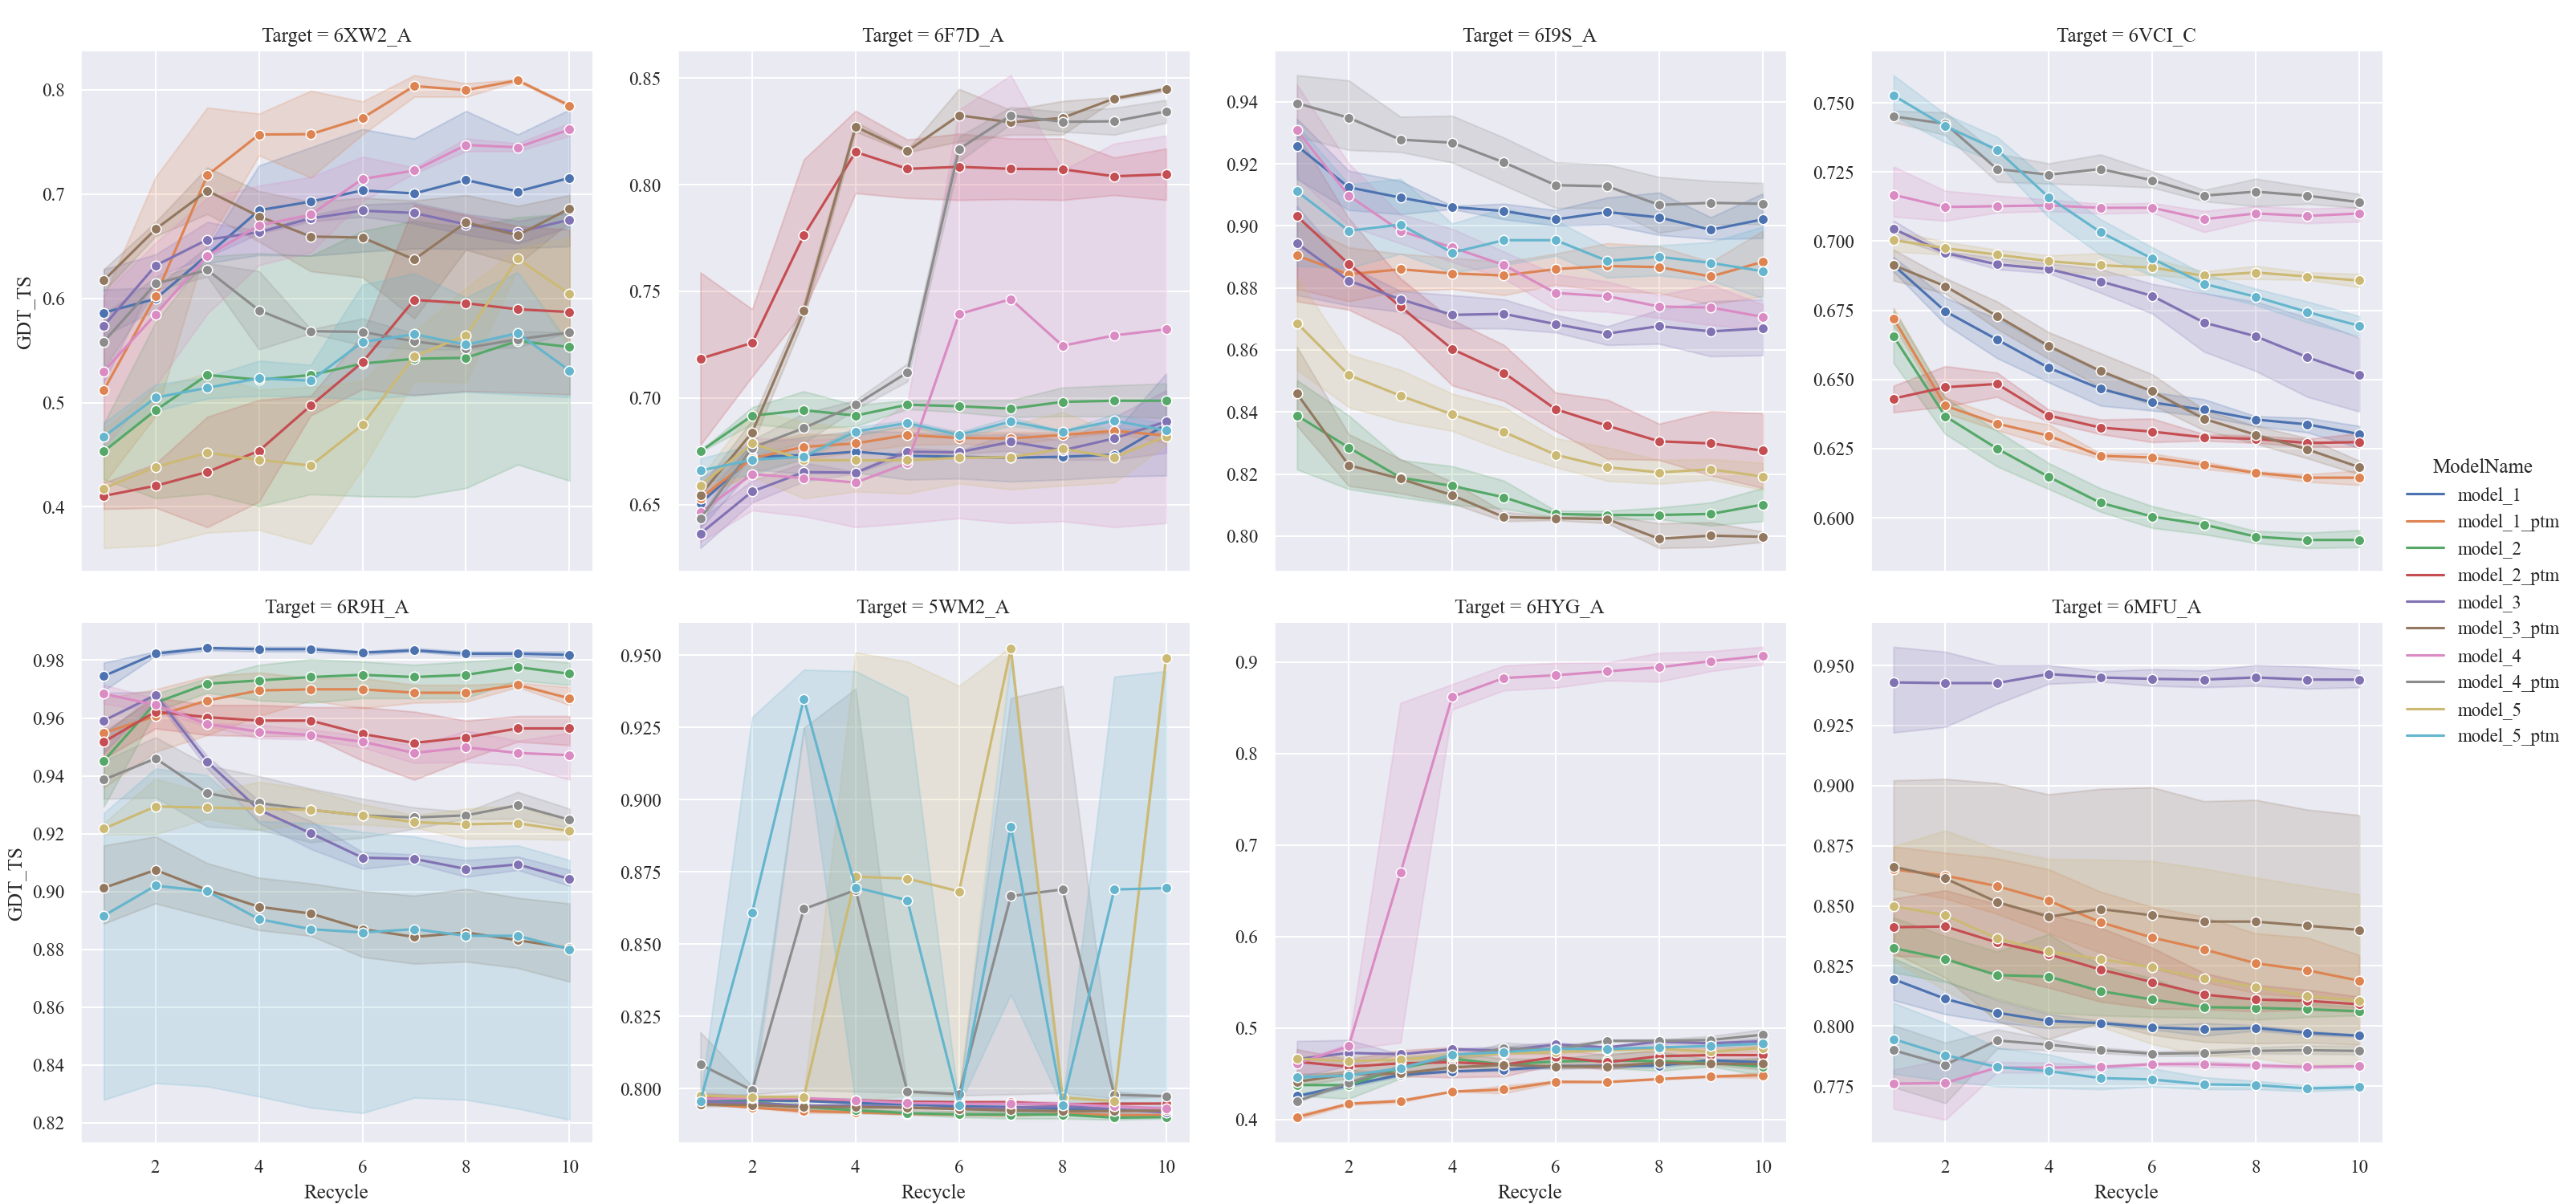 Target = 6XW2_A
Target = 6F7D_A
Target = 6I9S_A
Target = 6VCI_C
GDT_TS
0.8
0.7
0.6
0.5
0.4
0.85
0.80
0.75
0.70
0.65
0.94
0.92
0.90
0.88
0.86
0.84
0.82
0.80
0.750
0.725
0.700
0.675
0.650
0.625
0.600
Target = 6R9H_A
Target = 5WM2_A
Target = 6HYG_A
Target = 6MFU_A
GDT_TS
0.98
0.96
0.94
0.92
0.90
0.88
0.86
0.84
0.82
2 4 6 8 10
Recycle
0.950
0.925
0.900
0.875
0.850
0.825
0.800
2 4 6 8 10
Recycle
0.9
0.8
0.7
0.6
0.5
0.4
2 4 6 8 10
Recycle
0.950
0.925
0.900
0.875
0.850
0.825
0.800
0.775
2 4 6 8 10
Recycle
ModelName
model_1
model_1_ptm
model_2
model_2_ptm
model_3
model_3_ptm
model_4
model_4_ptm
model_5
model_5_ptm